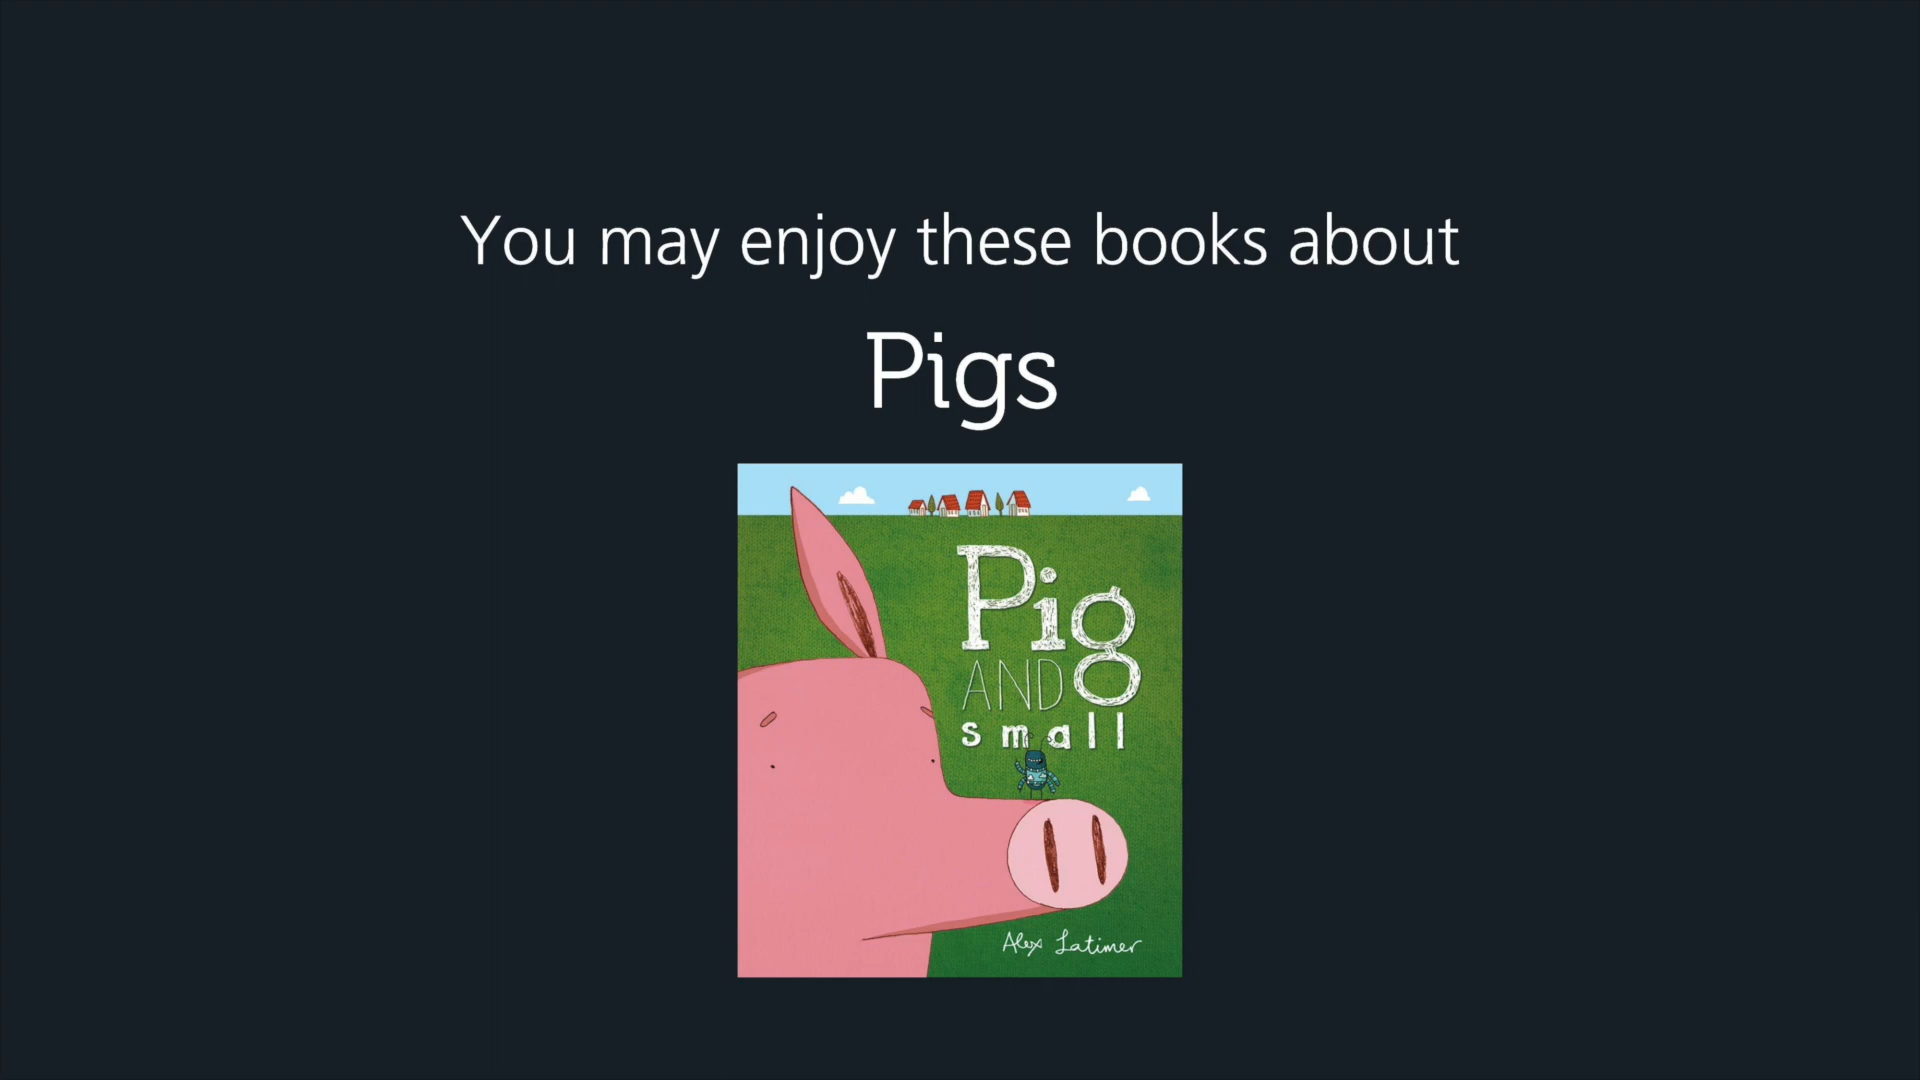 You may enjoy these books about
Pigs
Pig
AND
small
Alex Latimer